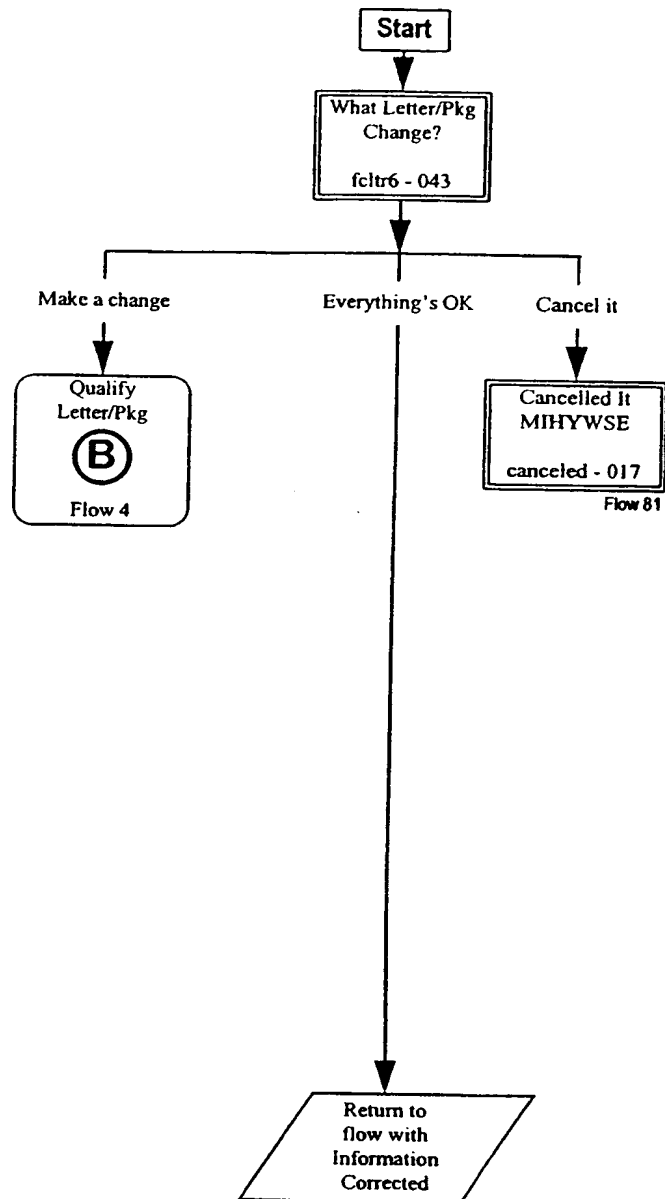 Start
What Letter/Pkg
Change?
fcltr6 - 043
Make a change
Everything's OK
Cancel it
Qualify
Letter/Pkg
B
Flow 4
Cancelled It
MIHYWSE
canceled - 017
Flow 81
Return to
flow with
Information
Corrected